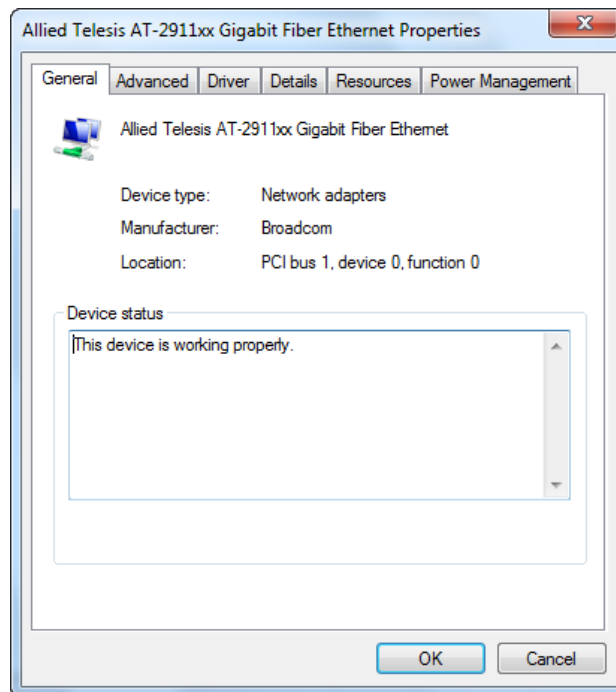 Allied Telesis AT-2911xx Gigabit Fiber Ethernet Properties
General Advanced Driver Details Resources Power Management
Allied Telesis AT-2911xx Gigabit Fiber Ethernet
Device type: Network adapters
Manufacturer: Broadcom
Location: PCI bus 1, device 0, function 0
Device status
This device is working properly.
OK Cancel